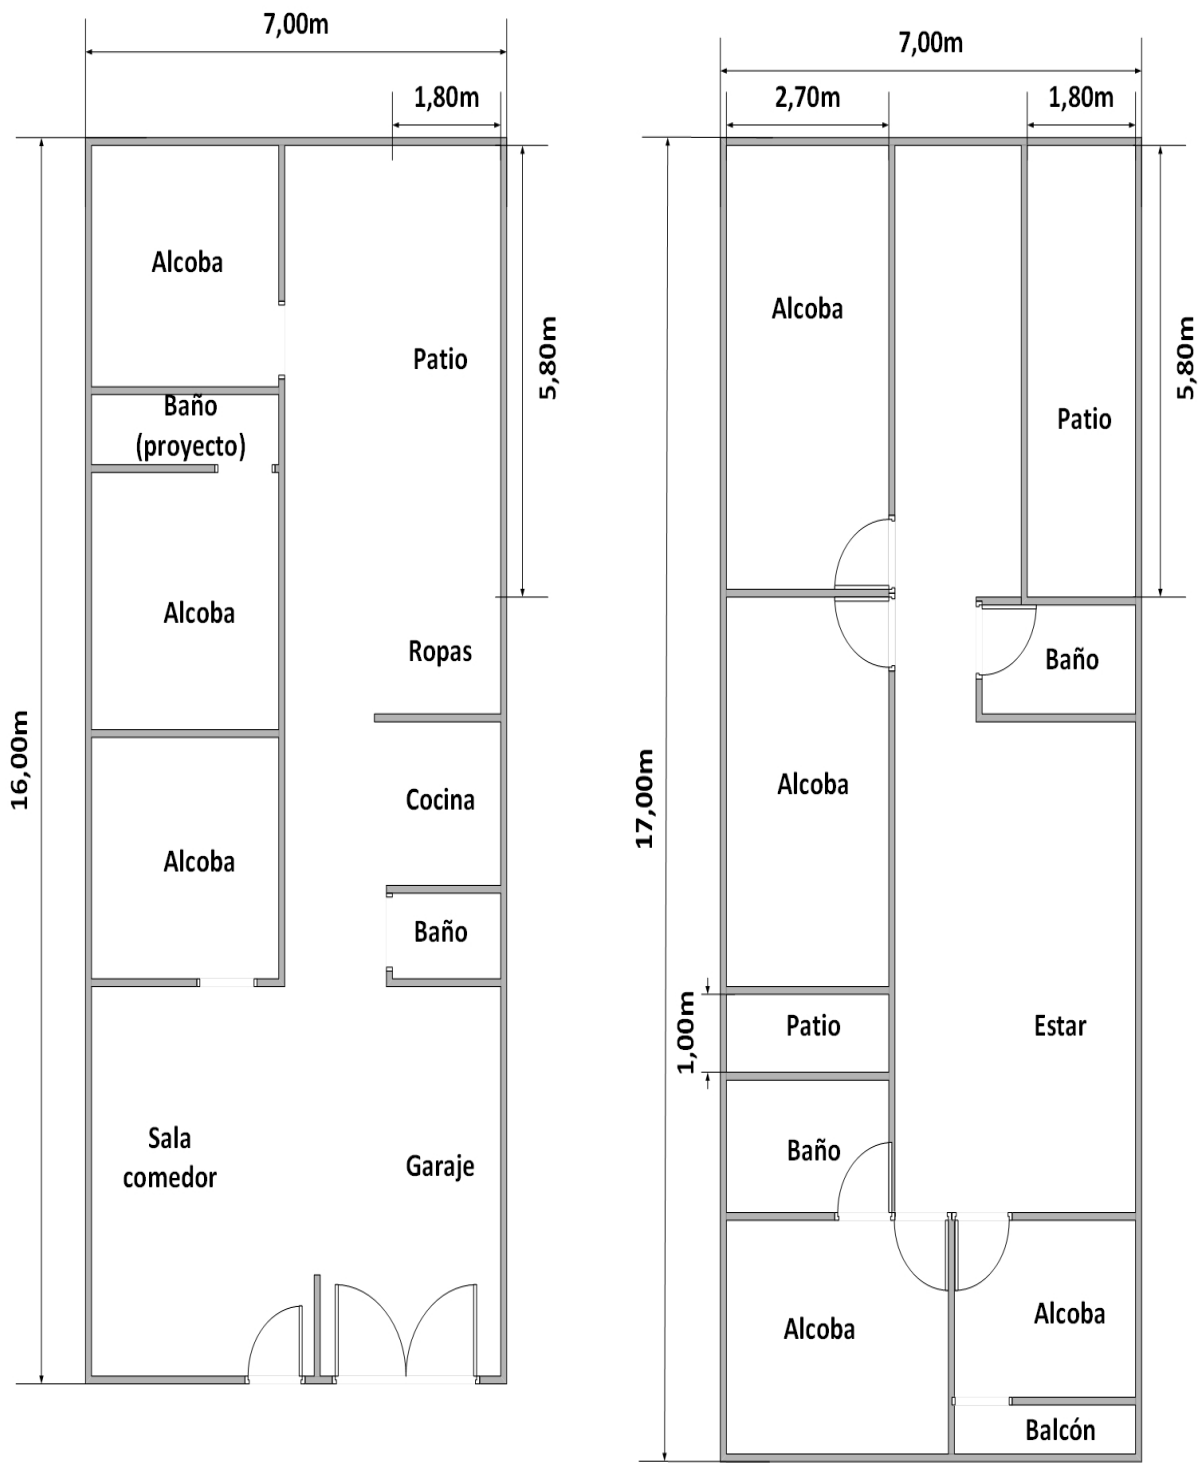 7,00m
1,80m
Alcoba
Patio
5,80m
Baño
(proyecto)
Alcoba
Ropas
16,00m
Cocina
Alcoba
Baño
Sala
comedor
Garaje
7,00m
2,70m
1,80m
Alcoba
5,80m
Patio
Baño
Alcoba
17,00m
1,00m
Patio
Estar
Baño
Alcoba
Alcoba
Balcón